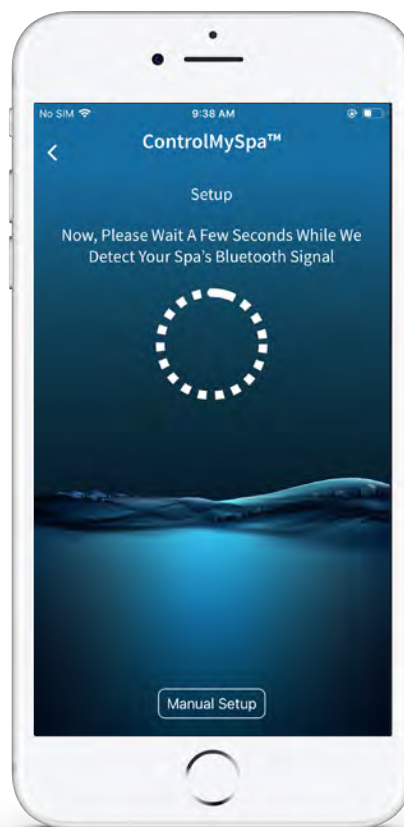 No SIM 9:38 AM
ControlMySpa™
Setup
Now, Please Wait A Few Seconds While We
Detect Your Spa's Bluetooth Signal
Manual Setup